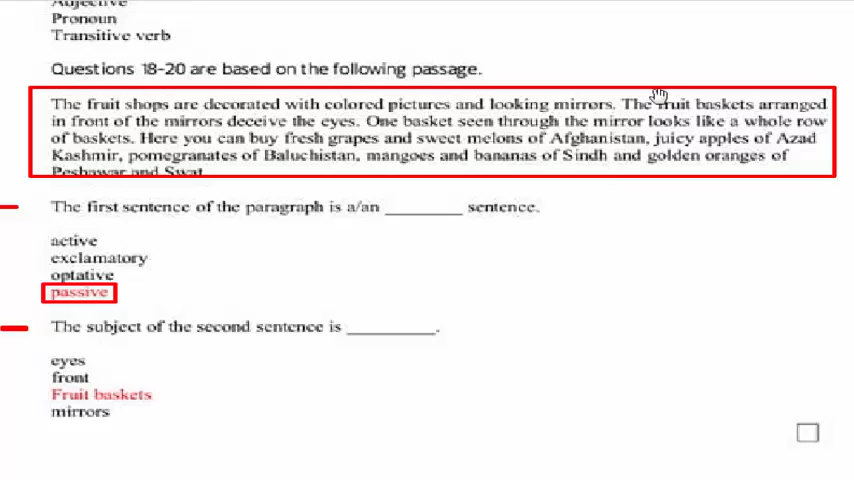 Adjective
Pronoun
Transitive verb
Questions 18-20 are based on the following passage.
The fruit shops are decorated with colored pictures and looking mirrors. The fruit baskets arranged
in front of the mirrors deceive the eyes. One basket seen through the mirror looks like a whole row
of baskets. Here you can buy fresh grapes and sweet melons of Afghanistan, juicy apples of Azad
Kashmir, pomegranates of Baluchistan, mangoes and bananas of Sindh and golden oranges of
Peshawar and Swat
The first sentence of the paragraph is a/an _________ sentence.
active
exclamatory
optative
passive
The subject of the second sentence is __________.
eyes
front
Fruit baskets
mirrors